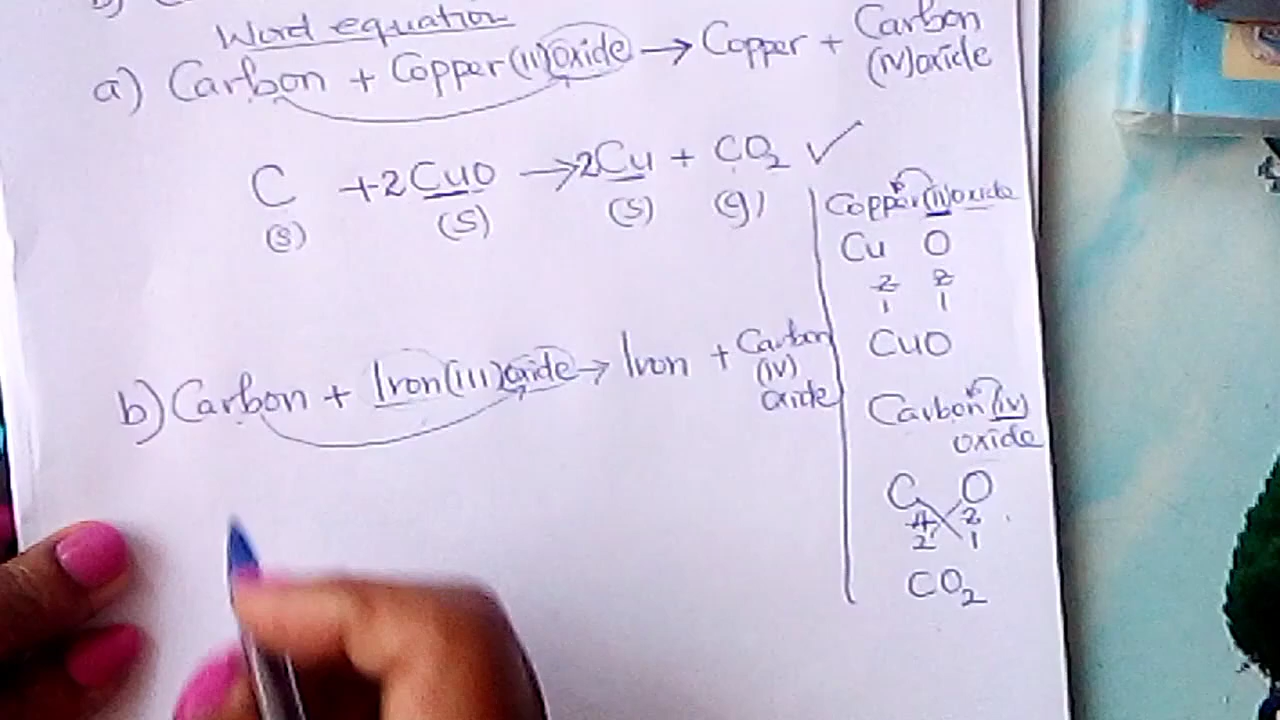 Word equation
a) Carbon + Copper(II)oxide → Copper + Carbon
(IV)oxide
C + 2CuO → 2Cu + CO₂ ✓
(s) (s) (s) (g)
b) Carbon + Iron(III)oxide → Iron + Carbon
(IV)
oxide
Copper(II)oxide
Cu O
2 2
1 1
CuO
Carbon(IV)
oxide
C O
4 2
2 1
CO₂